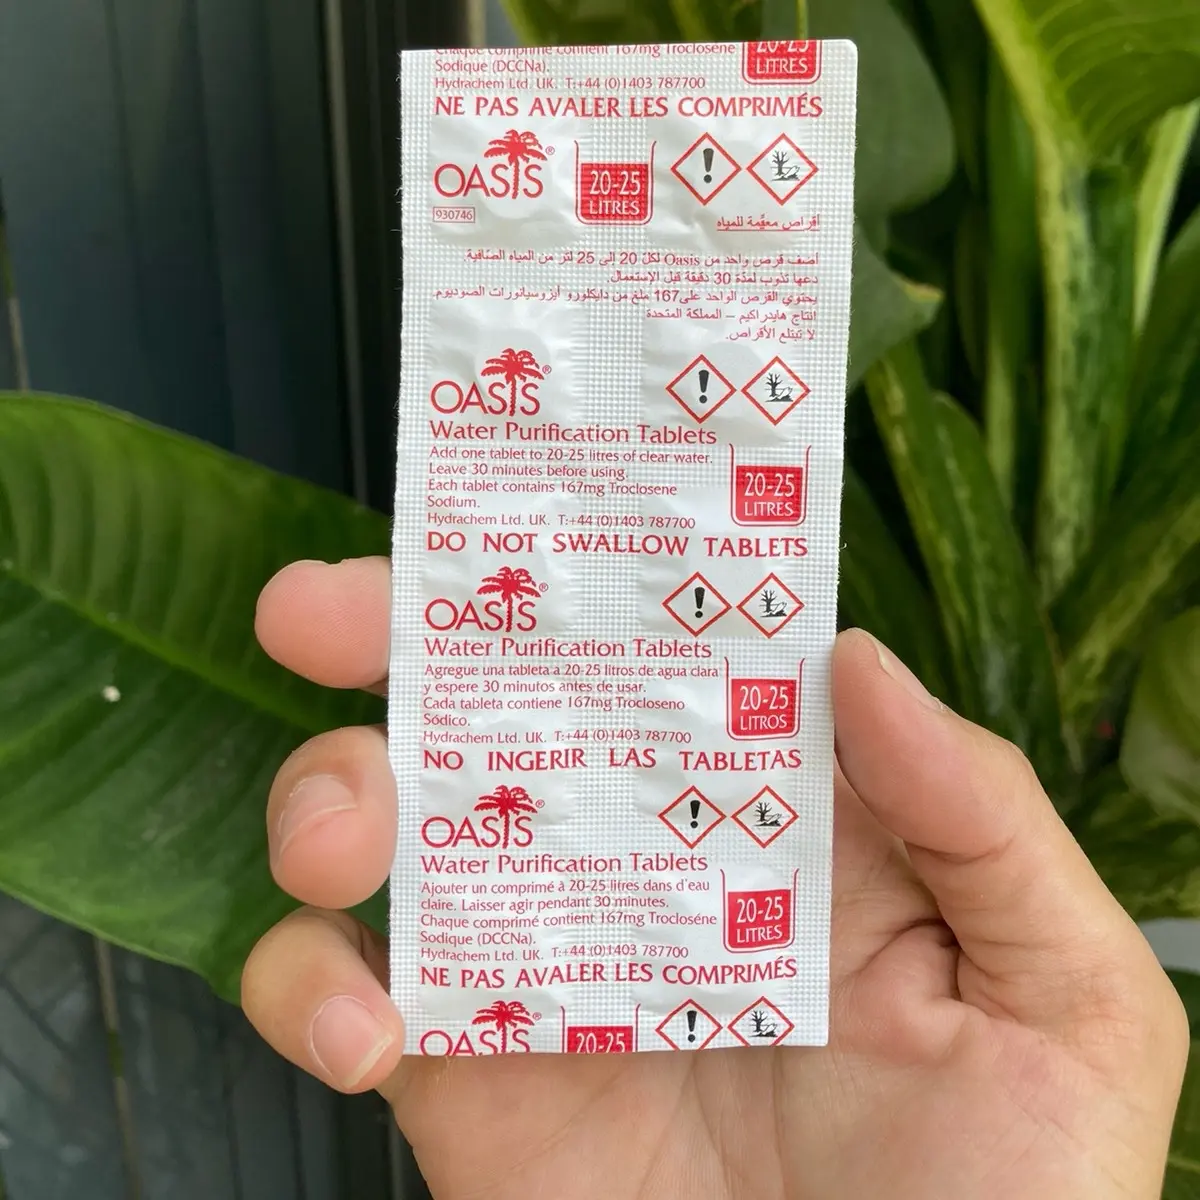 Chaque comprimé contient 167mg Troclosène
Sodique (DCCNa).
Hydrachem Ltd. UK. T:+44 (0)1403 787700
20-25
LITRES
NE PAS AVALER LES COMPRIMÉS
OASIS®
930746
20-25
LITRES
أقراص معقّمة للمياه
أضف قرص واحد من Oasis لكل 20 إلى 25 لتر من المياه الصّافية.
دعها تذوب لمدّة 30 دقيقة قبل الإستعمال.
يحتوي القرص الواحد على 167 ملغ من دايكلورو أيزوسيانورات الصوديوم.
إنتاج هايدراكيم – المملكة المتحدة
لا تبتلع الأقراص.
OASIS®
Water Purification Tablets
Add one tablet to 20-25 litres of clear water.
Leave 30 minutes before using.
Each tablet contains 167mg Troclosene
Sodium.
Hydrachem Ltd. UK. T:+44 (0)1403 787700
20-25
LITRES
DO NOT SWALLOW TABLETS
OASIS®
Water Purification Tablets
Agregue una tableta a 20-25 litros de agua clara
y espere 30 minutos antes de usar.
Cada tableta contiene 167mg Trocloseno
Sódico.
Hydrachem Ltd. UK. T:+44 (0)1403 787700
20-25
LITROS
NO INGERIR LAS TABLETAS
OASIS®
Water Purification Tablets
Ajouter un comprimé à 20-25 litres dans d'eau
claire. Laisser agir pendant 30 minutes.
Chaque comprimé contient 167mg Troclosène
Sodique (DCCNa).
Hydrachem Ltd. UK. T:+44 (0)1403 787700
20-25
LITRES
NE PAS AVALER LES COMPRIMÉS
OASIS®
20-25